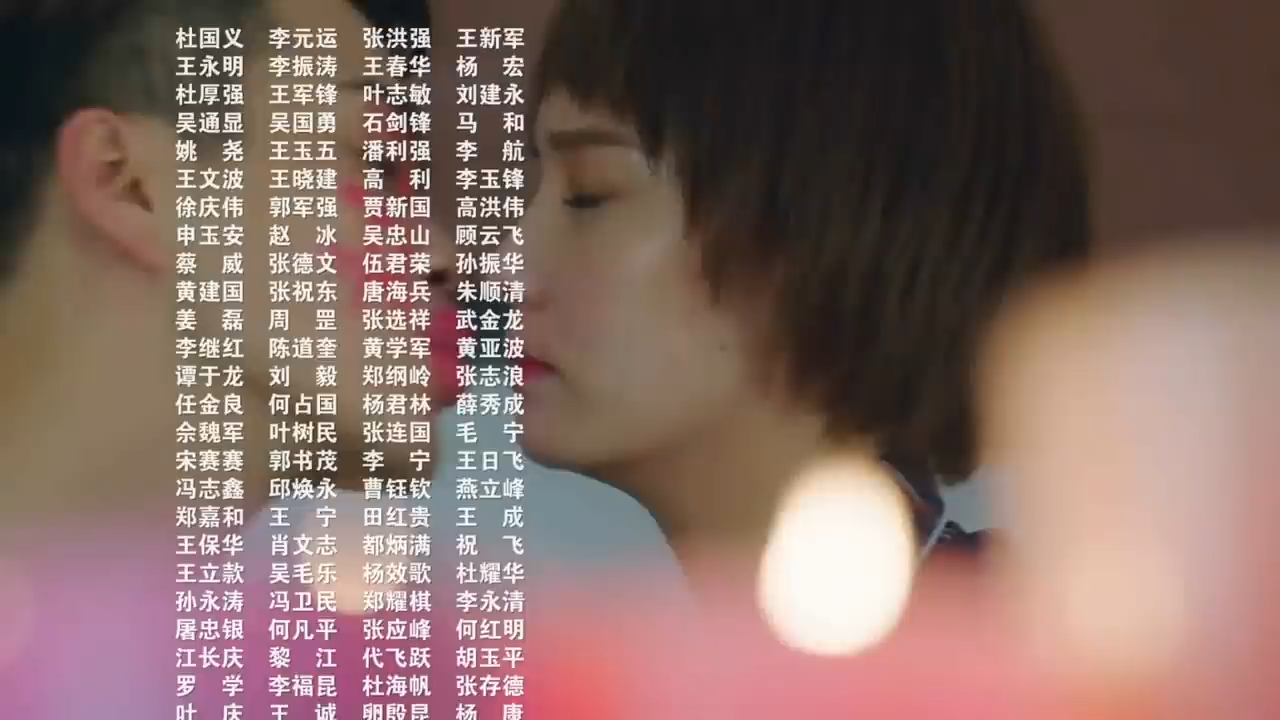 杜国义 李元运 张洪强 王新军
王永明 李振涛 王春华 杨 宏
杜厚强 王军锋 叶志敏 刘建永
吴通显 吴国勇 石剑锋 马 和
姚 尧 王玉五 潘利强 李 航
王文波 王晓建 高 利 李玉锋
徐庆伟 郭军强 贾新国 高洪伟
申玉安 赵 冰 吴忠山 顾云飞
蔡 威 张德文 伍君荣 孙振华
黄建国 张祝东 唐海兵 朱顺清
姜 磊 周 罡 张选祥 武金龙
李继红 陈道奎 黄学军 黄亚波
谭于龙 刘 毅 郑纲岭 张志浪
任金良 何占国 杨君林 薛秀成
佘魏军 叶树民 张连国 毛 宁
宋赛赛 郭书茂 李 宁 王日飞
冯志鑫 邱焕永 曹钰钦 燕立峰
郑嘉和 王 宁 田红贵 王 成
王保华 肖文志 都炳满 祝 飞
王立款 吴毛乐 杨效歌 杜耀华
孙永涛 冯卫民 郑耀棋 李永清
屠忠银 何凡平 张应峰 何红明
江长庆 黎 江 代飞跃 胡玉平
罗 学 李福昆 杜海帆 张存德
叶 庆 王 诚 卵殷昆 杨 康